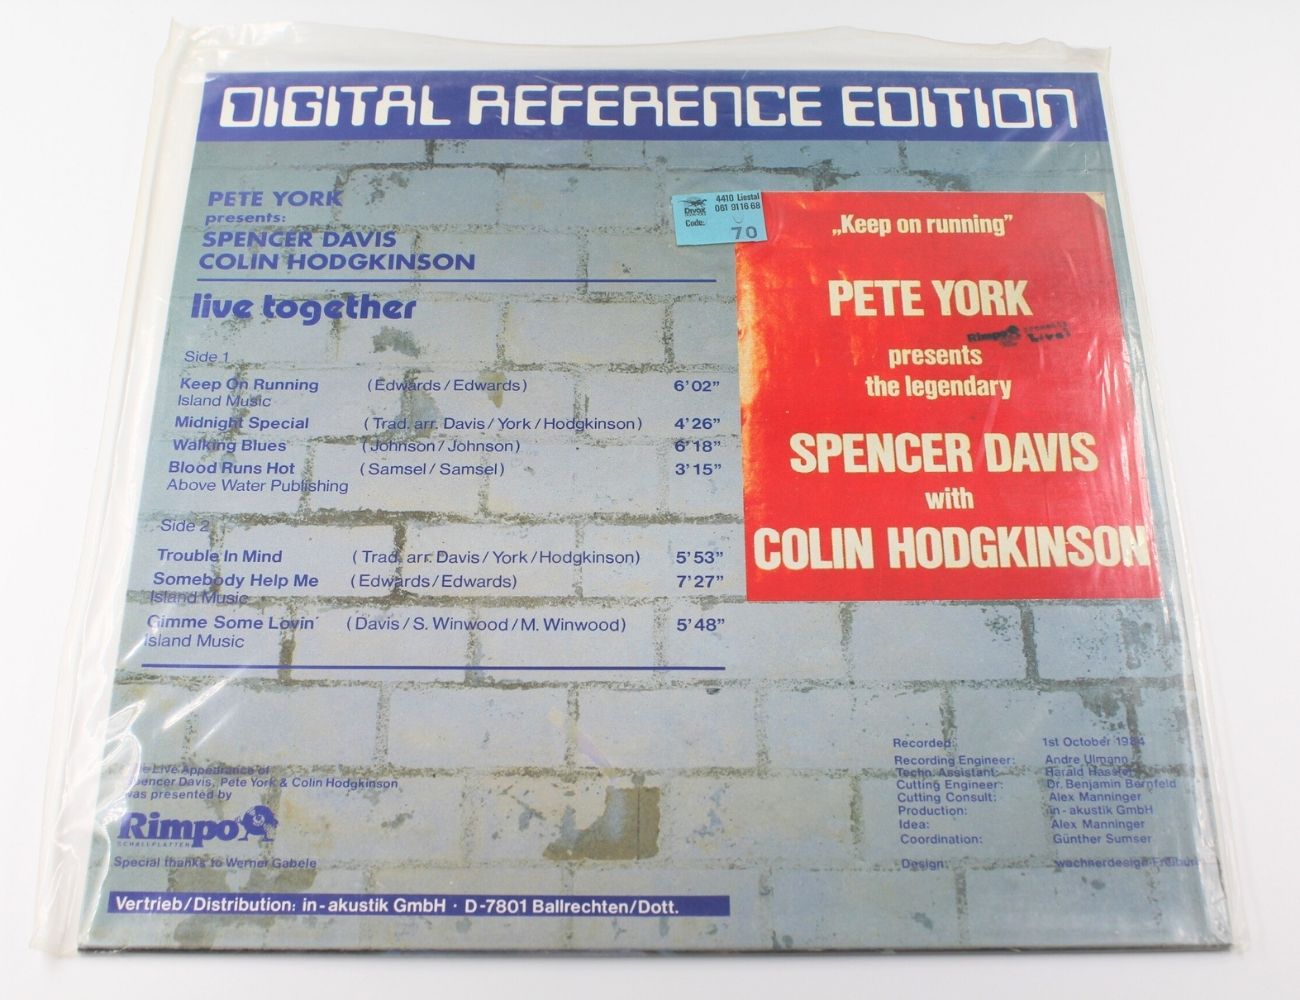 DIGITAL REFERENCE EDITION
PETE YORK
presents:
SPENCER DAVIS
COLIN HODGKINSON
live together
Side 1
Keep On Running (Edwards/Edwards) 6'02"
Island Music
Midnight Special (Trad. arr. Davis/York/Hodgkinson) 4'26"
Walking Blues (Johnson/Johnson) 6'18"
Blood Runs Hot (Samsel/Samsel) 3'15"
Above Water Publishing
Side 2
Trouble In Mind (Trad. arr. Davis/York/Hodgkinson) 5'53"
Somebody Help Me (Edwards/Edwards) 7'27"
Island Music
Gimme Some Lovin' (Davis/S. Winwood/M. Winwood) 5'48"
Island Music
4410 Liestal
061 91 16 68
Code:
70
„Keep on running"
PETE YORK
Rimpo
Live!
presents
the legendary
SPENCER DAVIS
with
COLIN HODGKINSON
Live Appearance of
Spencer Davis, Pete York & Colin Hodgkinson
was presented by
Rimpo
SCHALLPLATTEN
Special thanks to Werner Gabele
Recorded: 1st October 1984
Recording Engineer: Andre Ulmann
Techn. Assistant: Harald
Cutting Engineer: Dr. Benjamin Bernfeld
Cutting Consult: Alex Manninger
Production: in-akustik GmbH
Idea: Alex Manninger
Coordination: Günther Sumser
Design: wachnerdesign Freiburg
Vertrieb/Distribution: in-akustik GmbH · D-7801 Ballrechten/Dott.